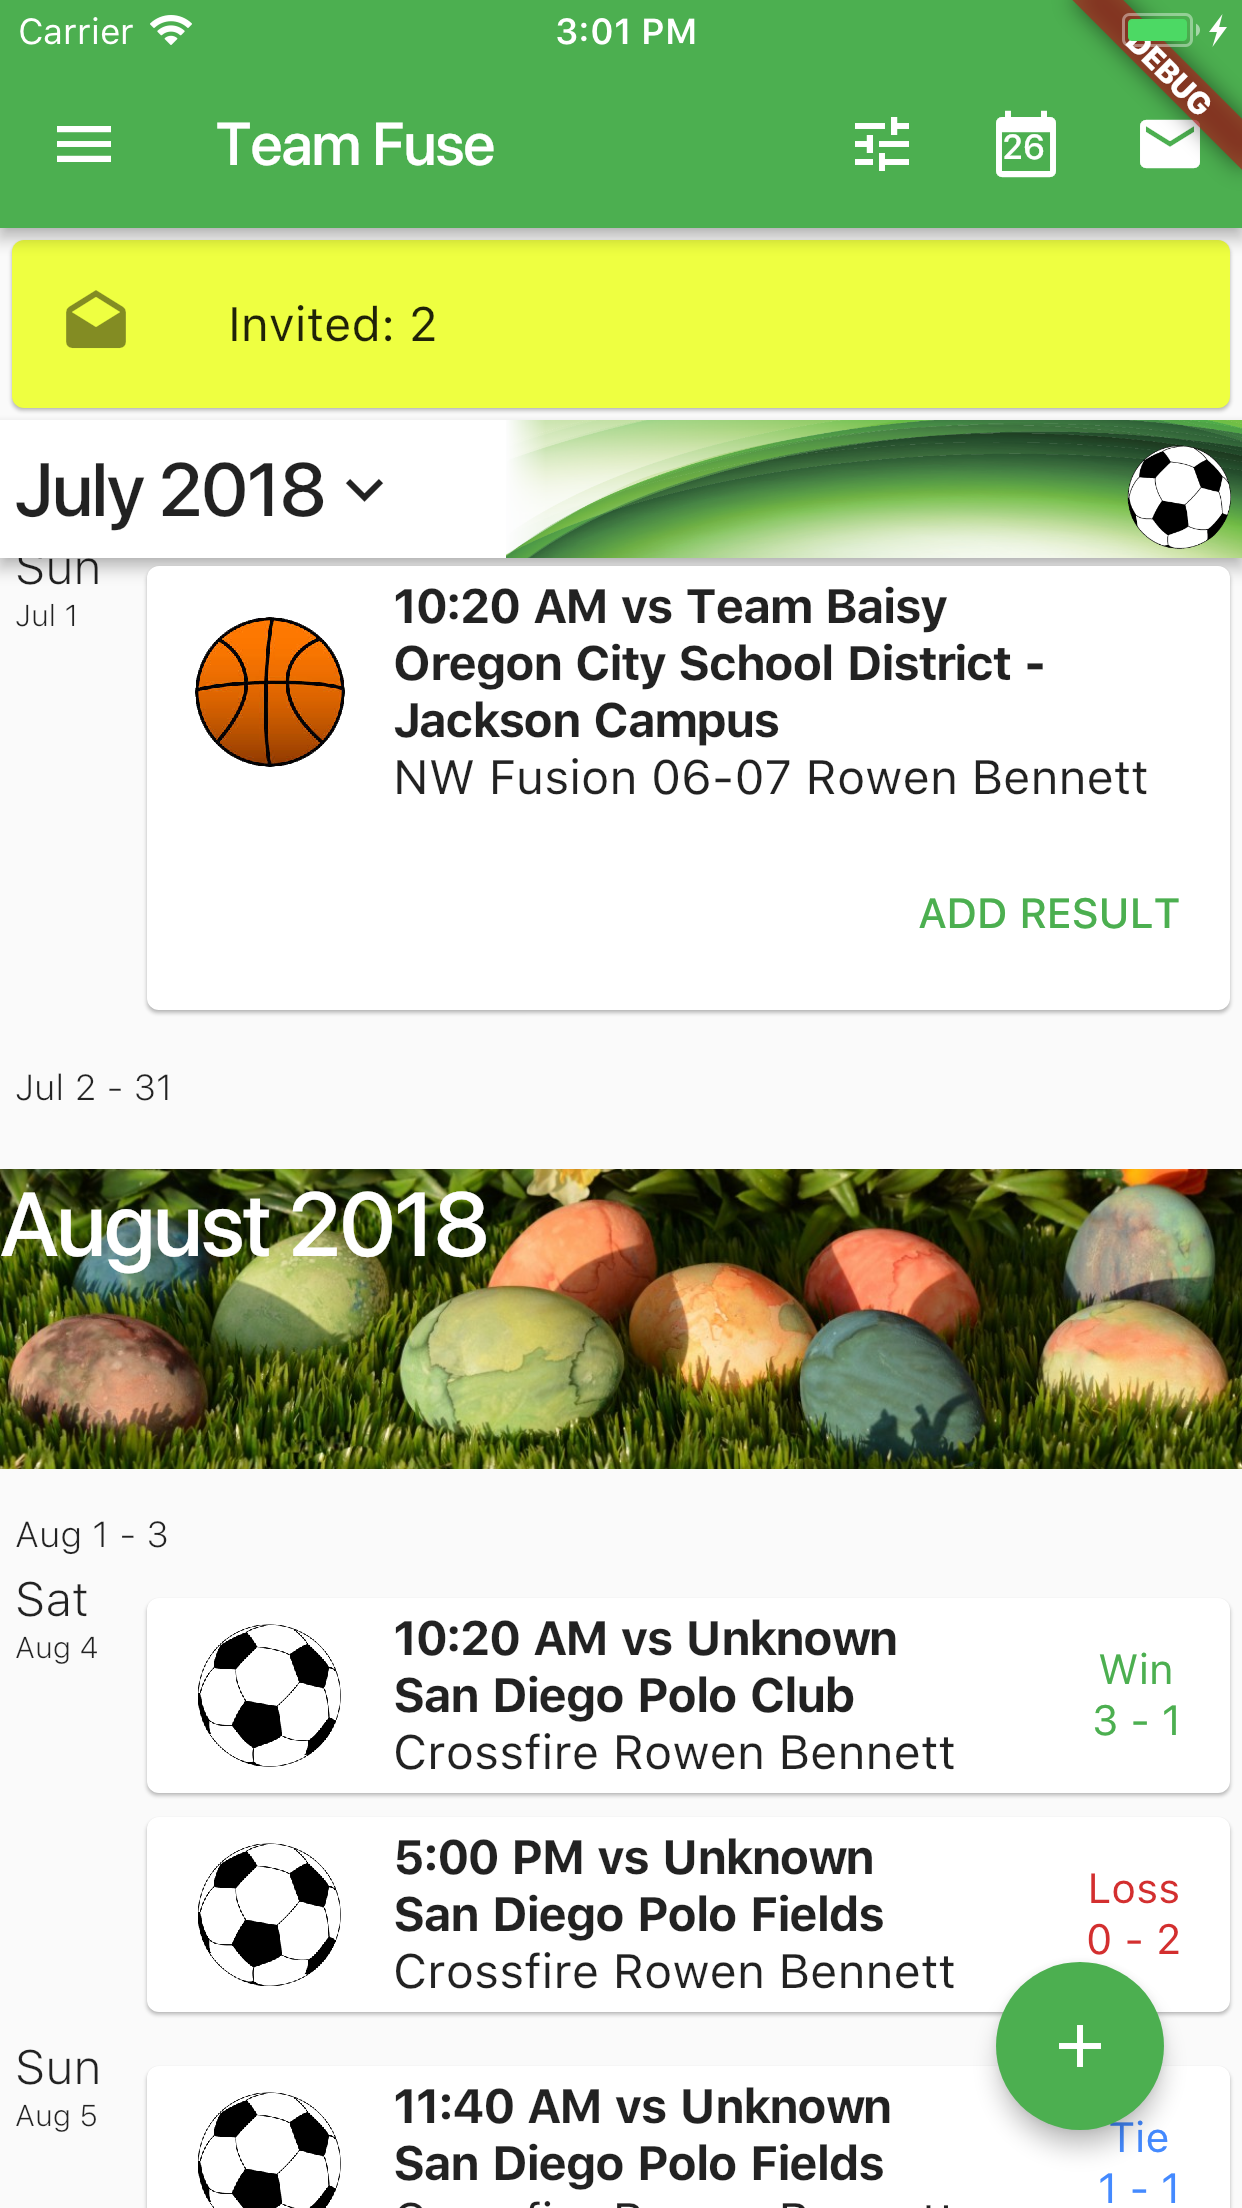 Carrier 3:01 PM
DEBUG
Team Fuse 26
Invited: 2
July 2018
Sun
Jul 1
10:20 AM vs Team Baisy
Oregon City School District -
Jackson Campus
NW Fusion 06-07 Rowen Bennett
ADD RESULT
Jul 2 - 31
August 2018
Aug 1 - 3
Sat
Aug 4
10:20 AM vs Unknown
San Diego Polo Club
Crossfire Rowen Bennett
Win
3 - 1
5:00 PM vs Unknown
San Diego Polo Fields
Crossfire Rowen Bennett
Loss
0 - 2
Sun
Aug 5
11:40 AM vs Unknown
San Diego Polo Fields
Tie
1 - 1